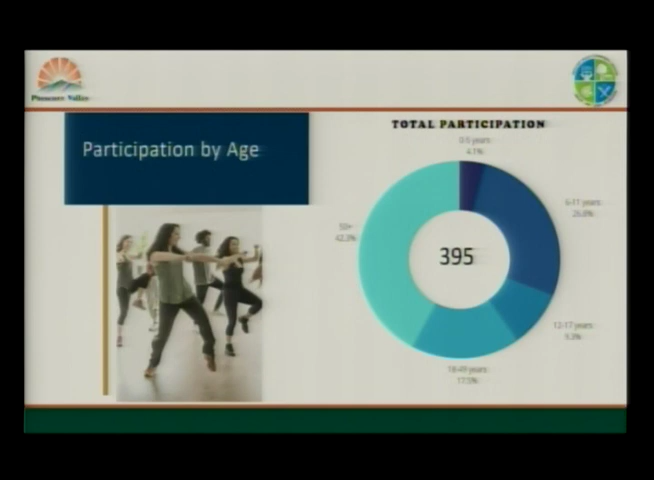 Pleasant Valley
Participation by Age
TOTAL PARTICIPATION
0-5 years
4.1%
6-11 years
26.8%
12-17 years
9.3%
18-49 years
17.5%
50+
42.3%
395